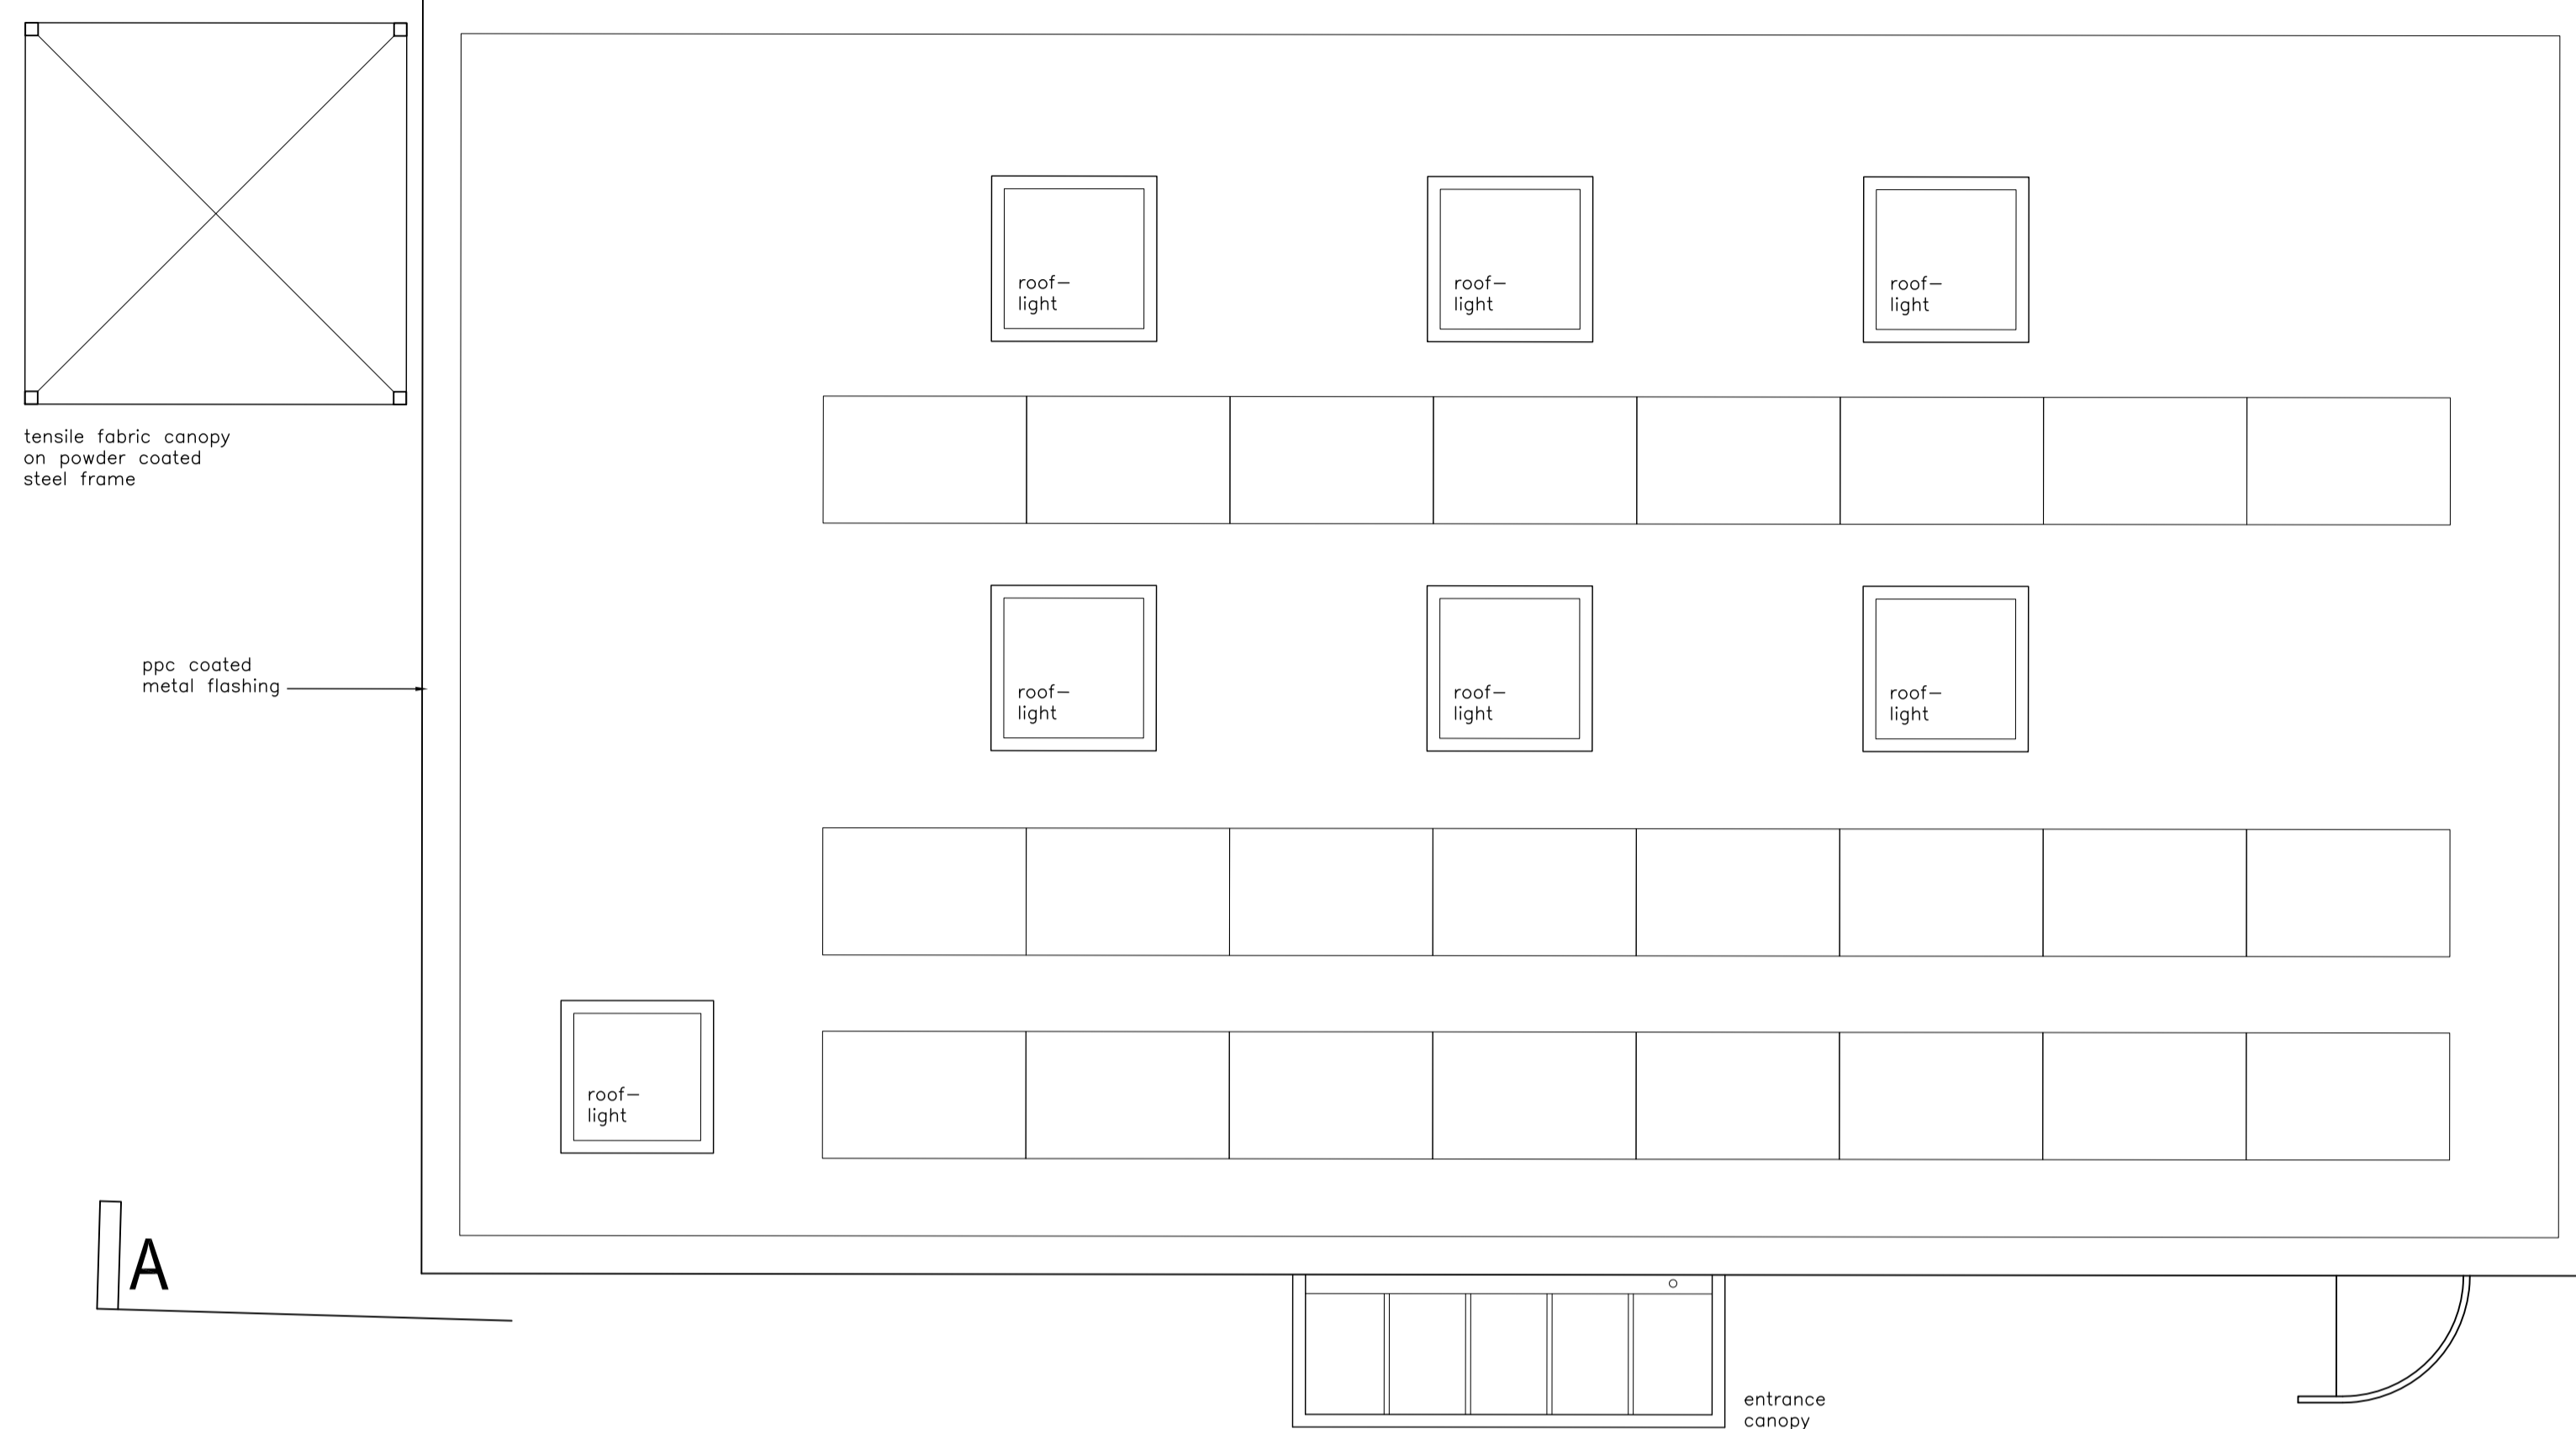 roof-
light
roof-
light
roof-
light
tensile fabric canopy
on powder coated
steel frame
ppc coated
metal flashing
roof-
light
roof-
light
roof-
light
roof-
light
A
entrance
canopy